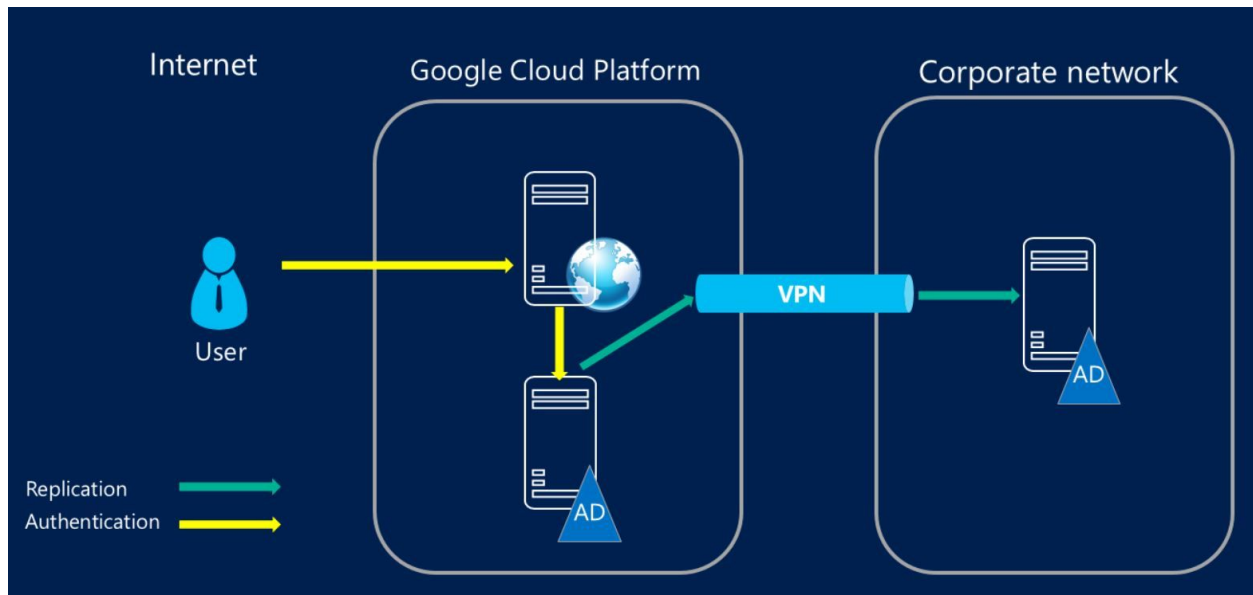 Internet
Google Cloud Platform
Corporate network
User
VPN
AD
AD
Replication
Authentication